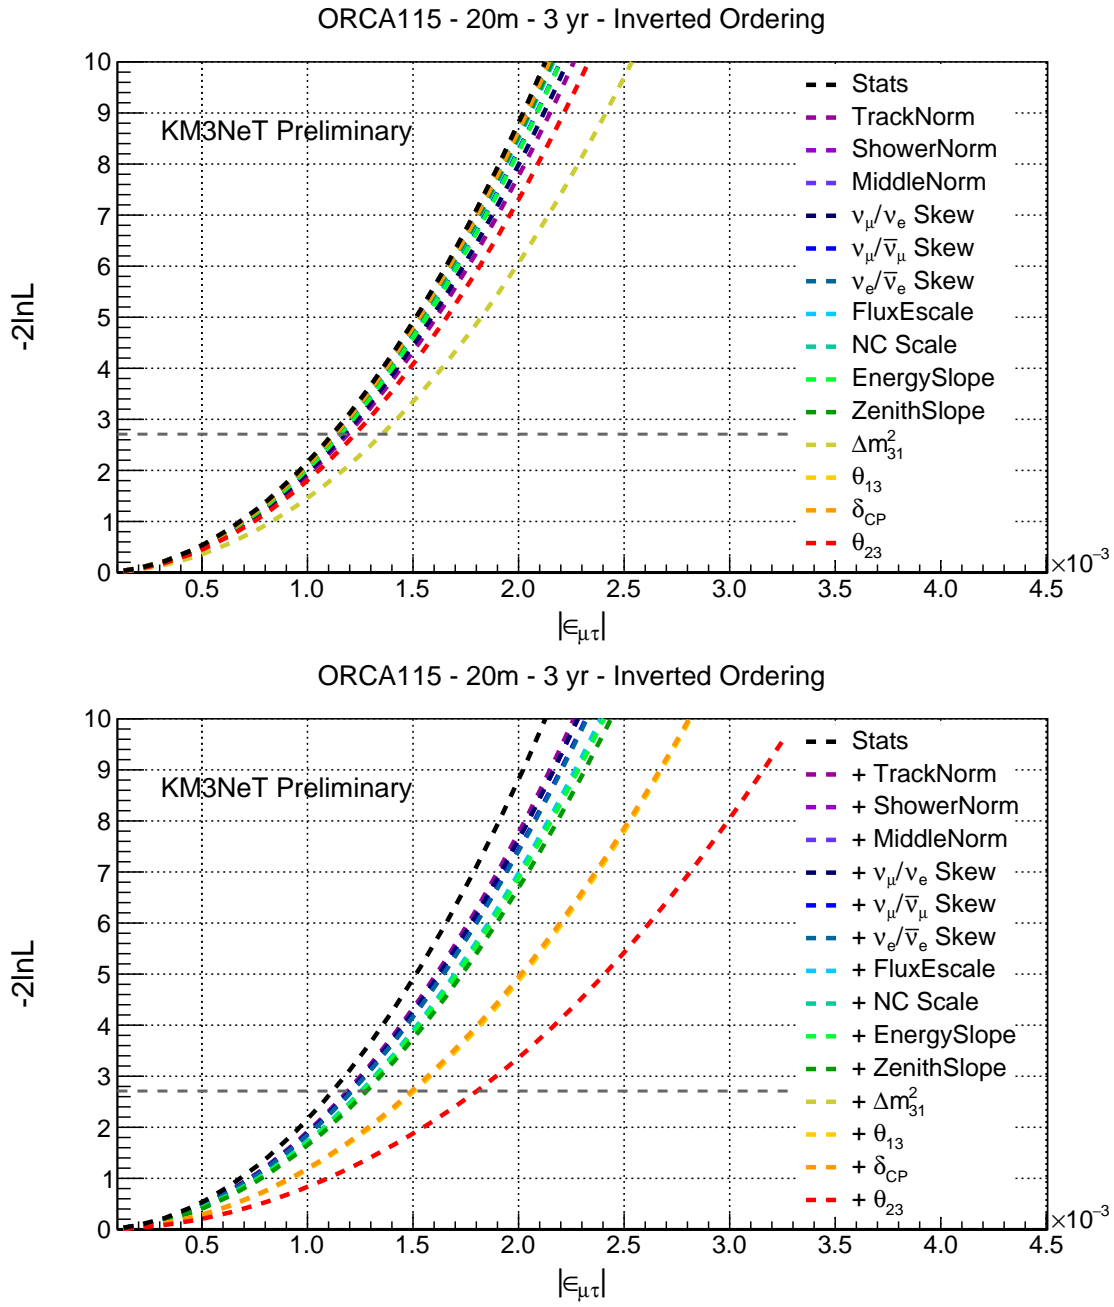 ORCA115 - 20m - 3 yr - Inverted Ordering
-2lnL
10
9
8
7
6
5
4
3
2
1
0
KM3NeT Preliminary
Stats
TrackNorm
ShowerNorm
MiddleNorm
νμ/νe Skew
νμ/ν̅μ Skew
νe/ν̅e Skew
FluxEscale
NC Scale
EnergySlope
ZenithSlope
Δm²31
θ13
δCP
θ23
×10⁻³
0.5 1.0 1.5 2.0 2.5 3.0 3.5 4.0 4.5
|∈μτ|
ORCA115 - 20m - 3 yr - Inverted Ordering
-2lnL
10
9
8
7
6
5
4
3
2
1
0
KM3NeT Preliminary
Stats
+ TrackNorm
+ ShowerNorm
+ MiddleNorm
+ νμ/νe Skew
+ νμ/ν̅μ Skew
+ νe/ν̅e Skew
+ FluxEscale
+ NC Scale
+ EnergySlope
+ ZenithSlope
+ Δm²31
+ θ13
+ δCP
+ θ23
×10⁻³
0.5 1.0 1.5 2.0 2.5 3.0 3.5 4.0 4.5
|∈μτ|